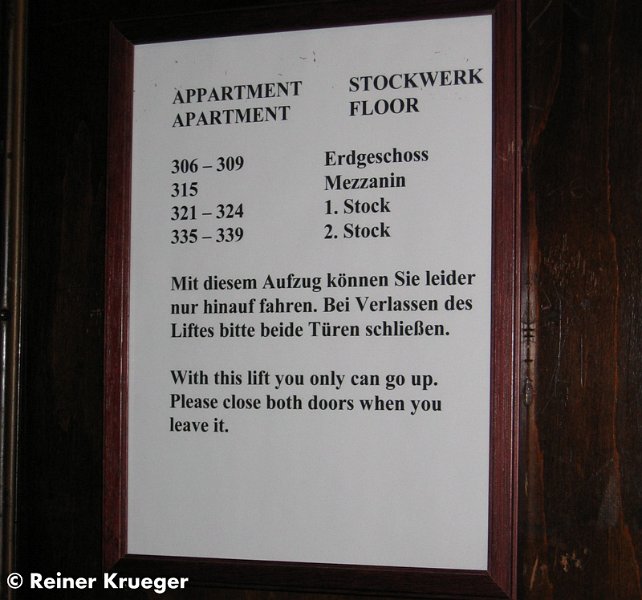 APPARTMENT STOCKWERK
APARTMENT FLOOR
306 – 309 Erdgeschoss
315 Mezzanin
321 – 324 1. Stock
335 – 339 2. Stock
Mit diesem Aufzug können Sie leider
nur hinauf fahren. Bei Verlassen des
Liftes bitte beide Türen schließen.
With this lift you only can go up.
Please close both doors when you
leave it.
© Reiner Krueger